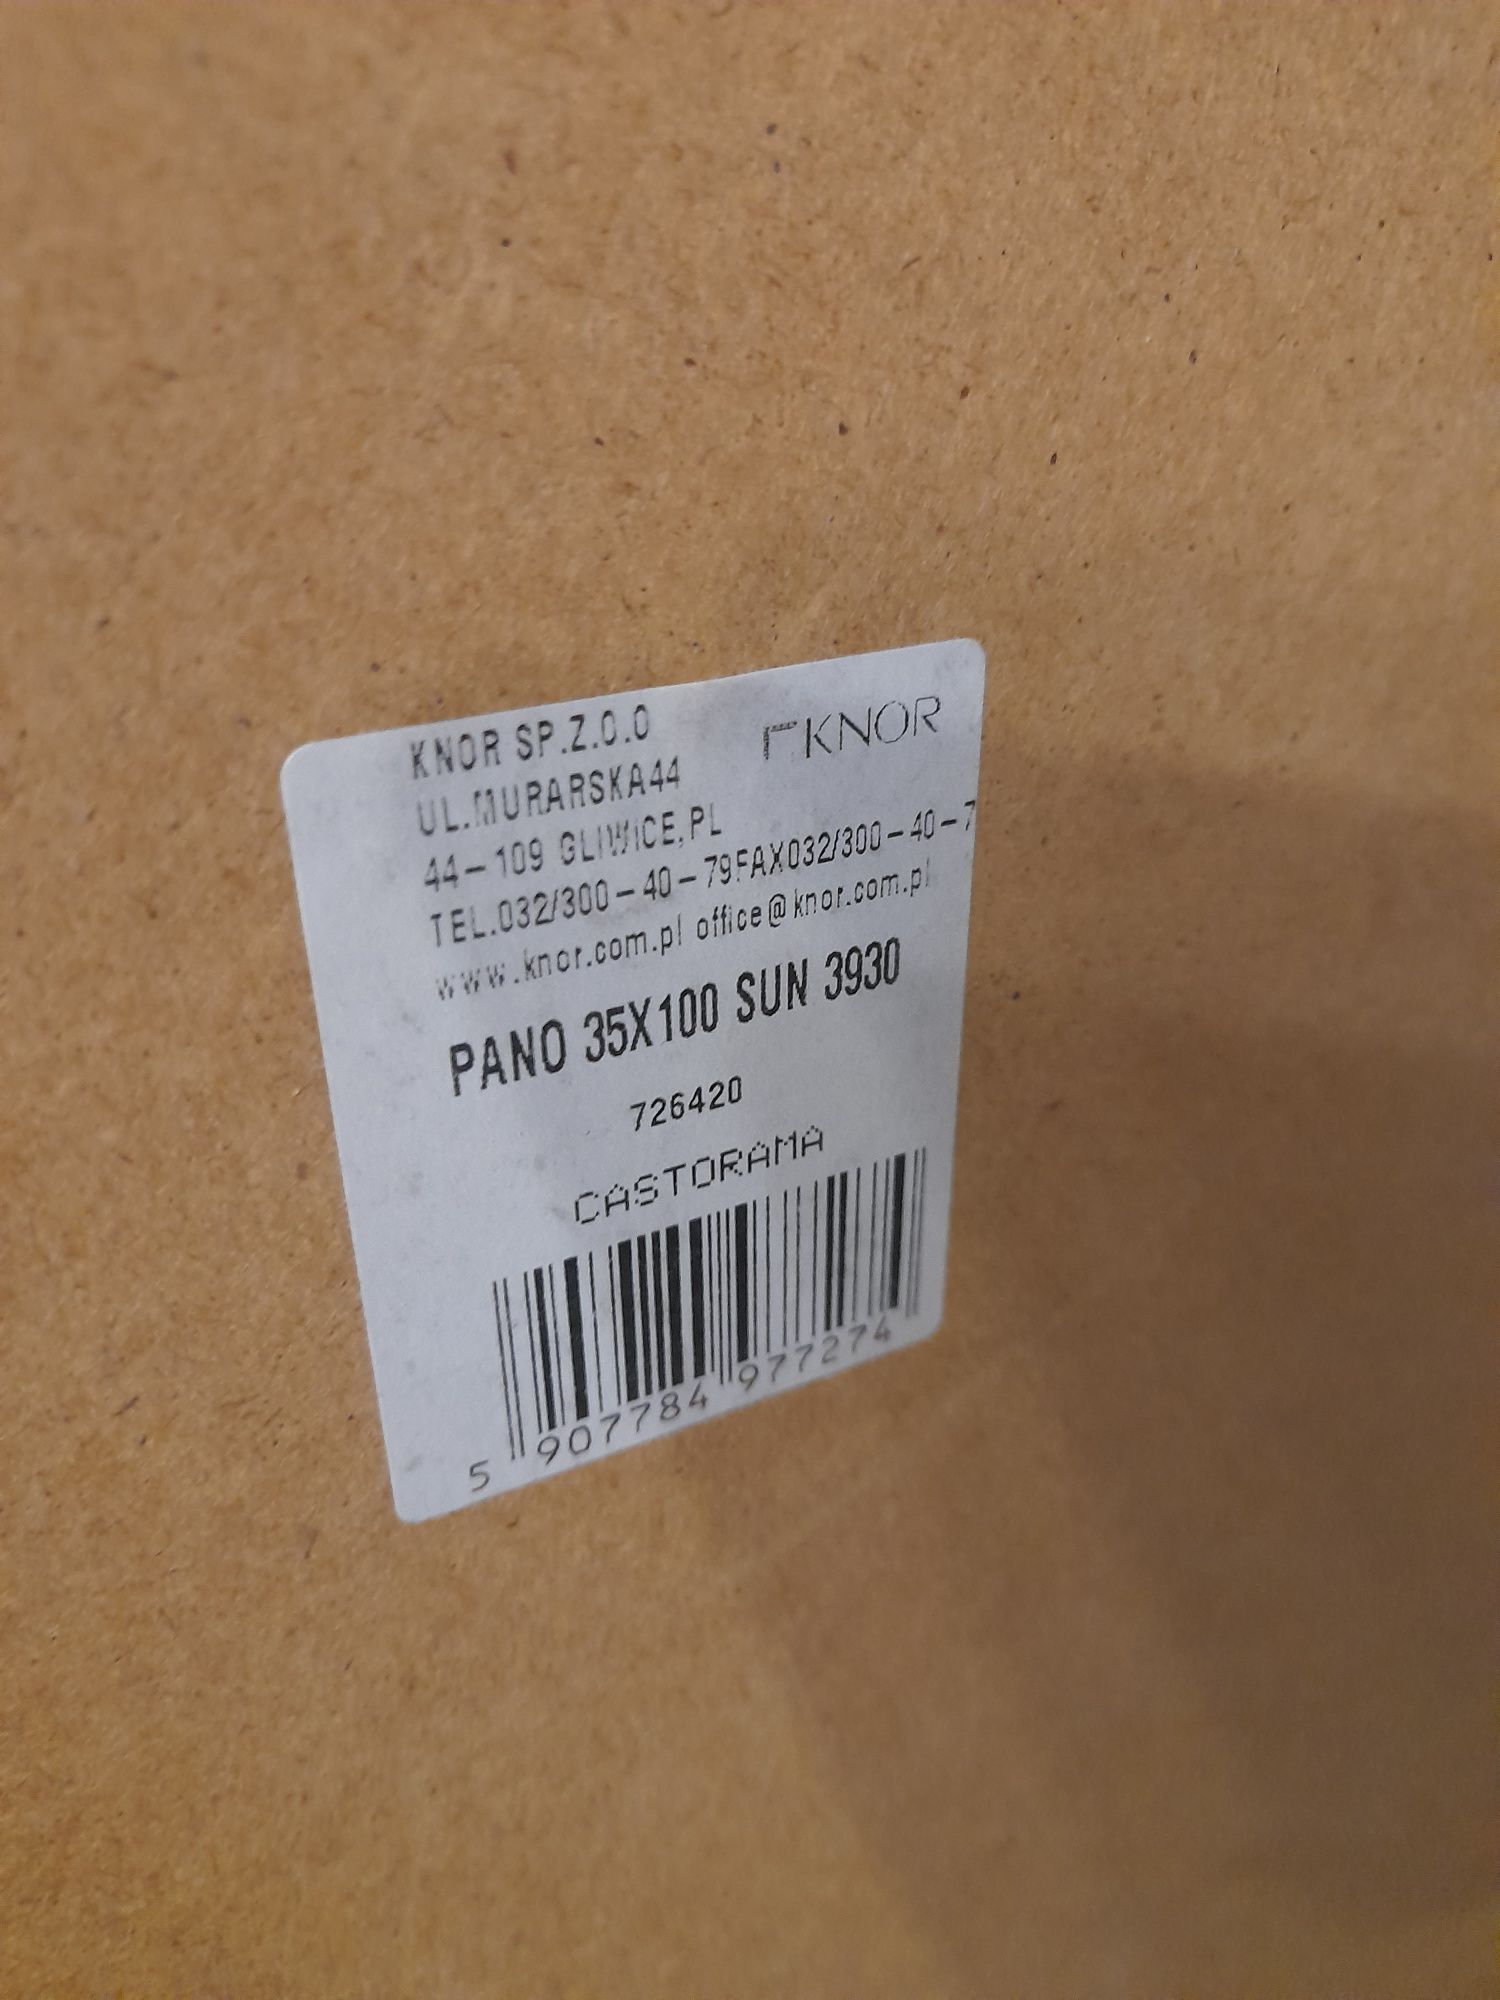 KNOR SP.Z.O.O
KNOR
UL.MURARSKA44
44-109 GLIWICE,PL
TEL.032/300-40-79FAX032/300-40-7
www.knor.com.pl office@knor.com.pl
PANO 35X100 SUN 3930
726420
CASTORAMA
5 907784 977274